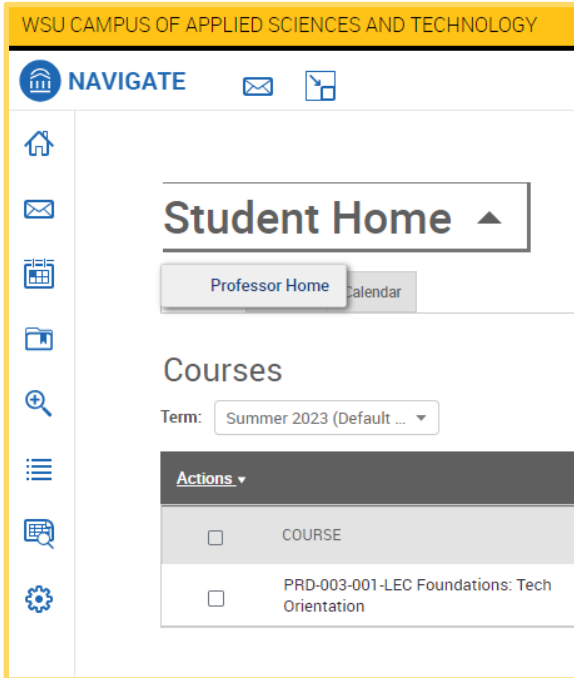 WSU CAMPUS OF APPLIED SCIENCES AND TECHNOLOGY
NAVIGATE
Student Home
Professor Home
Calendar
Courses
Term: Summer 2023 (Default ...
Actions
COURSE
PRD-003-001-LEC Foundations: Tech
Orientation